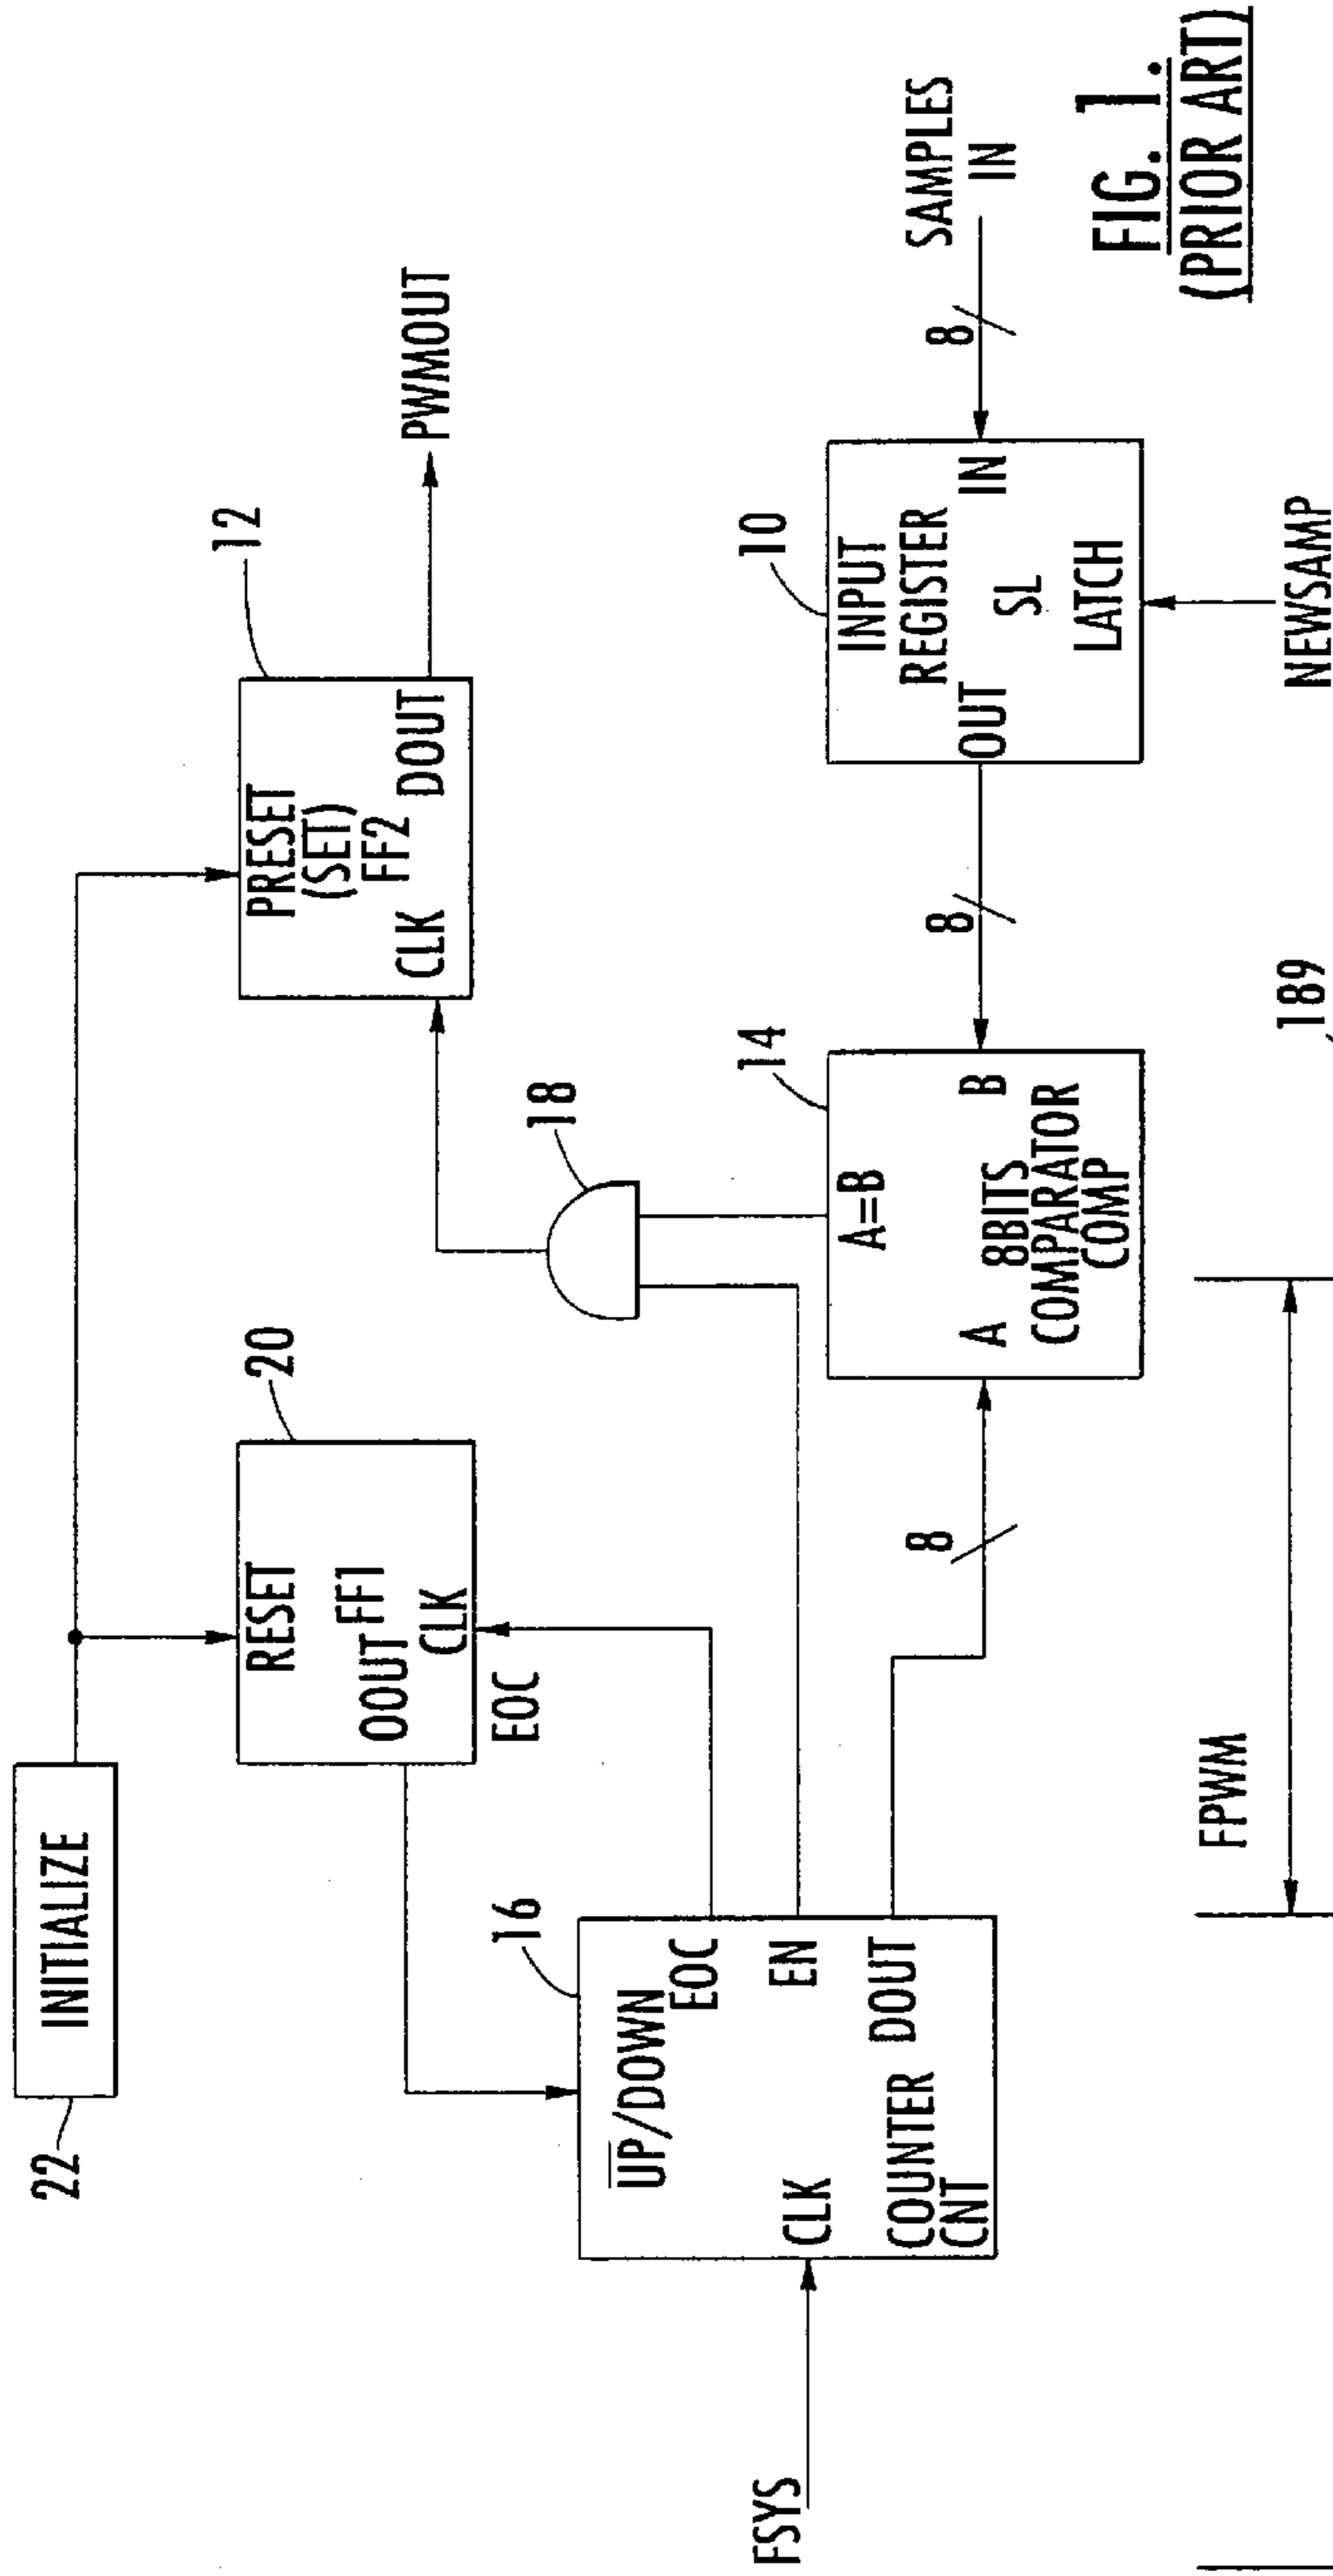 22
INITIALIZE
RESET
FF1
OOUT
CLK
EOC
20
PRESET
(SET)
FF2
CLK DOUT
12
PWMOUT
16
U̅P/DOWN
EOC
CLK
EN
DOUT
COUNTER
CNT
FSYS
18
8
14
A=B
A B
8BITS
COMPARATOR
COMP
8
10
INPUT
REGISTER
OUT IN
SL
LATCH
NEWSAMP
8
SAMPLES
IN
FIG. 1.
(PRIOR ART)
FPWM
189